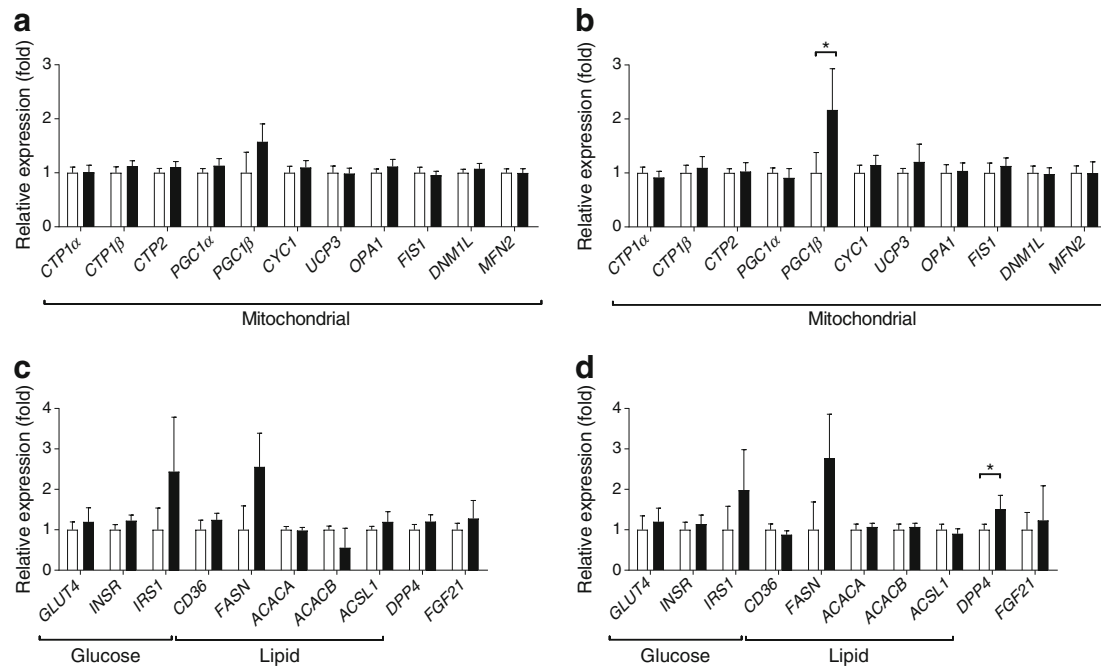 a
Relative expression (fold)
3
2
1
0
CTP1α CTP1β CTP2 PGC1α PGC1β CYC1 UCP3 OPA1 FIS1 DNM1L MFN2
Mitochondrial
b
Relative expression (fold)
3
2
1
0
*
CTP1α CTP1β CTP2 PGC1α PGC1β CYC1 UCP3 OPA1 FIS1 DNM1L MFN2
Mitochondrial
c
Relative expression (fold)
4
3
2
1
0
GLUT4 INSR IRS1 CD36 FASN ACACA ACACB ACSL1 DPP4 FGF21
Glucose Lipid
d
Relative expression (fold)
4
3
2
1
0
*
GLUT4 INSR IRS1 CD36 FASN ACACA ACACB ACSL1 DPP4 FGF21
Glucose Lipid